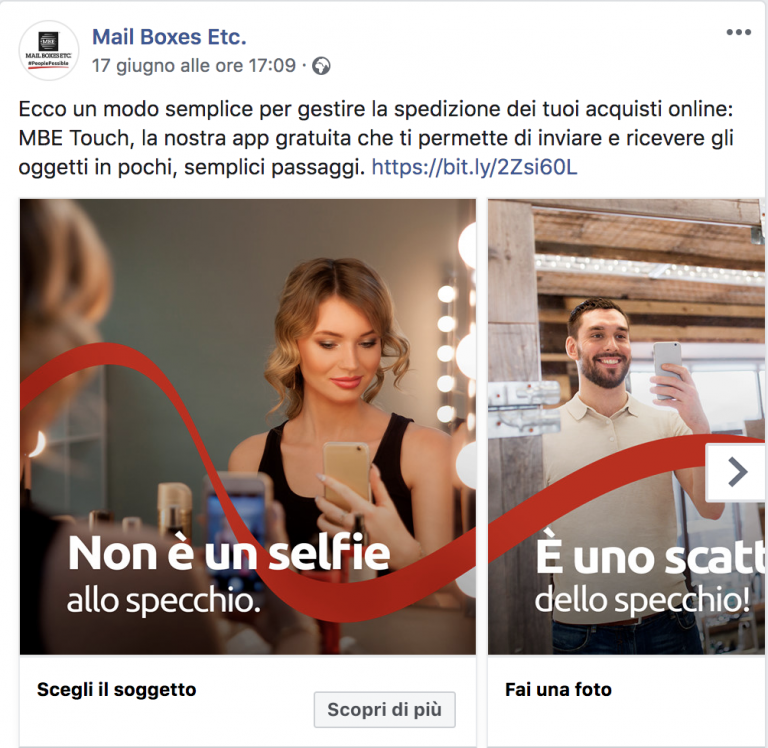 Mail Boxes Etc.
17 giugno alle ore 17:09 ·
MBE
MAIL BOXES ETC.
#PeoplePossible
Ecco un modo semplice per gestire la spedizione dei tuoi acquisti online:
MBE Touch, la nostra app gratuita che ti permette di inviare e ricevere gli
oggetti in pochi, semplici passaggi. https://bit.ly/2Zsi60L
Non è un selfie
allo specchio.
È uno scatt
dello specchio!
Scegli il soggetto
Scopri di più
Fai una foto